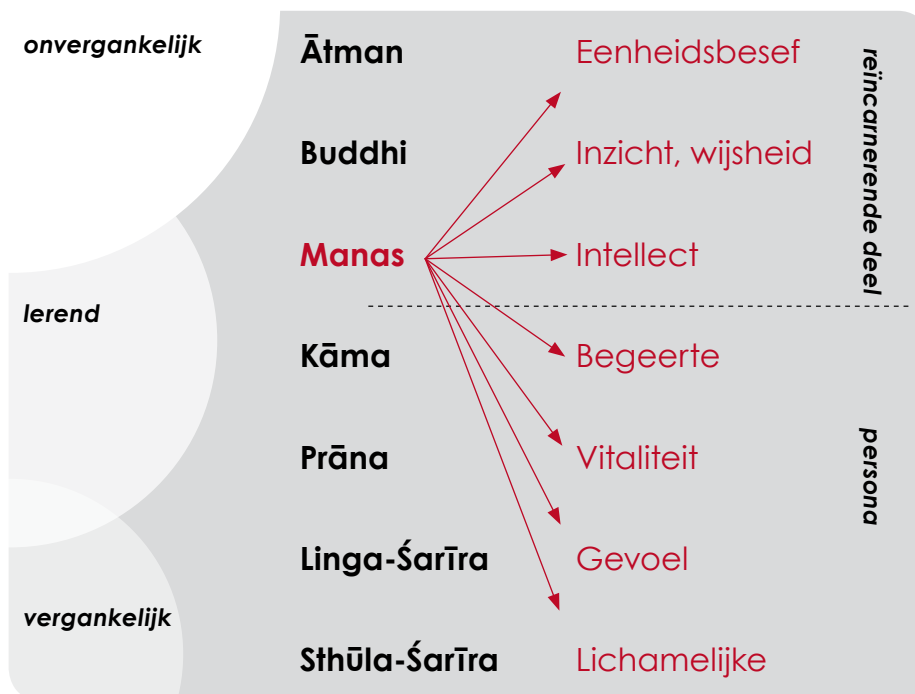 onvergankelijk
Ātman
Eenheidsbesef
Buddhi
Inzicht, wijsheid
Manas
Intellect
reïncarnerende deel
lerend
Kāma
Begeerte
Prāna
Vitaliteit
persona
Linga-Śarīra
Gevoel
vergankelijk
Sthūla-Śarīra
Lichamelijke